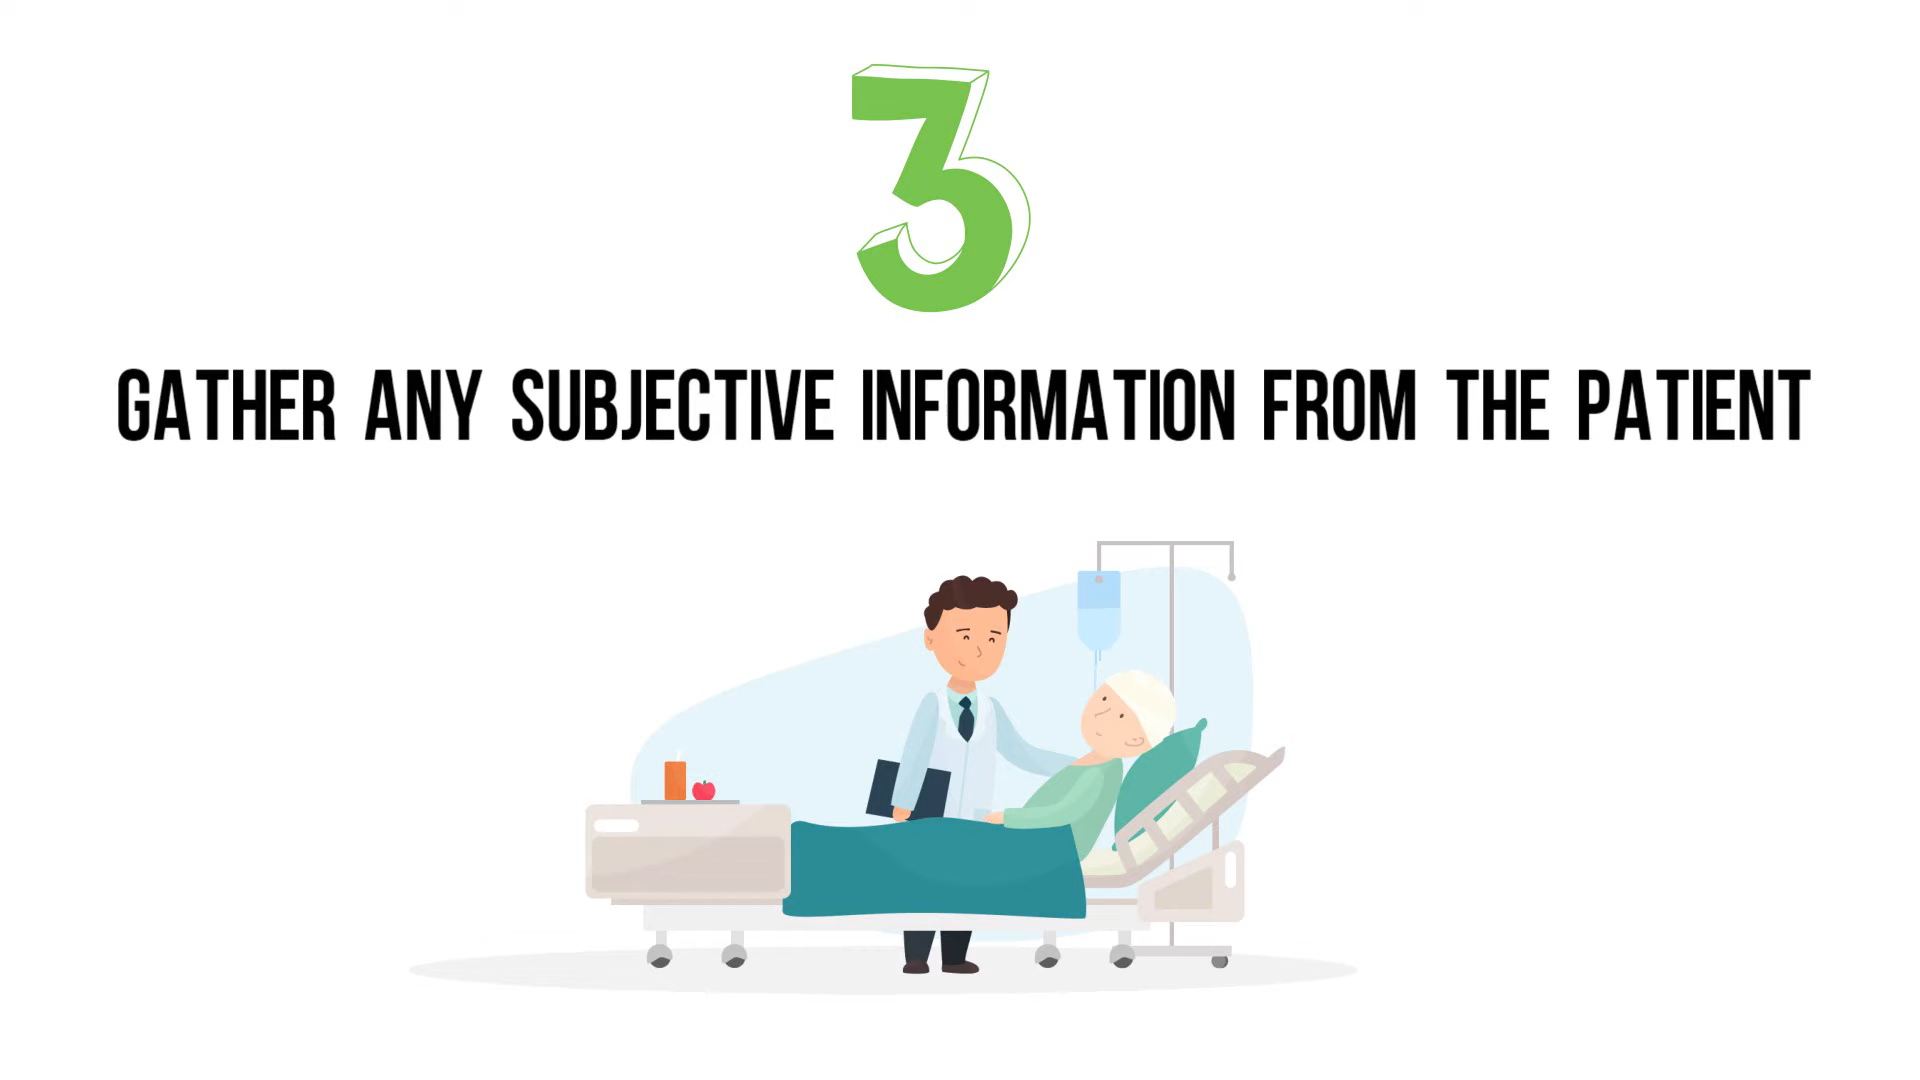 3
GATHER ANY SUBJECTIVE INFORMATION FROM THE PATIENT